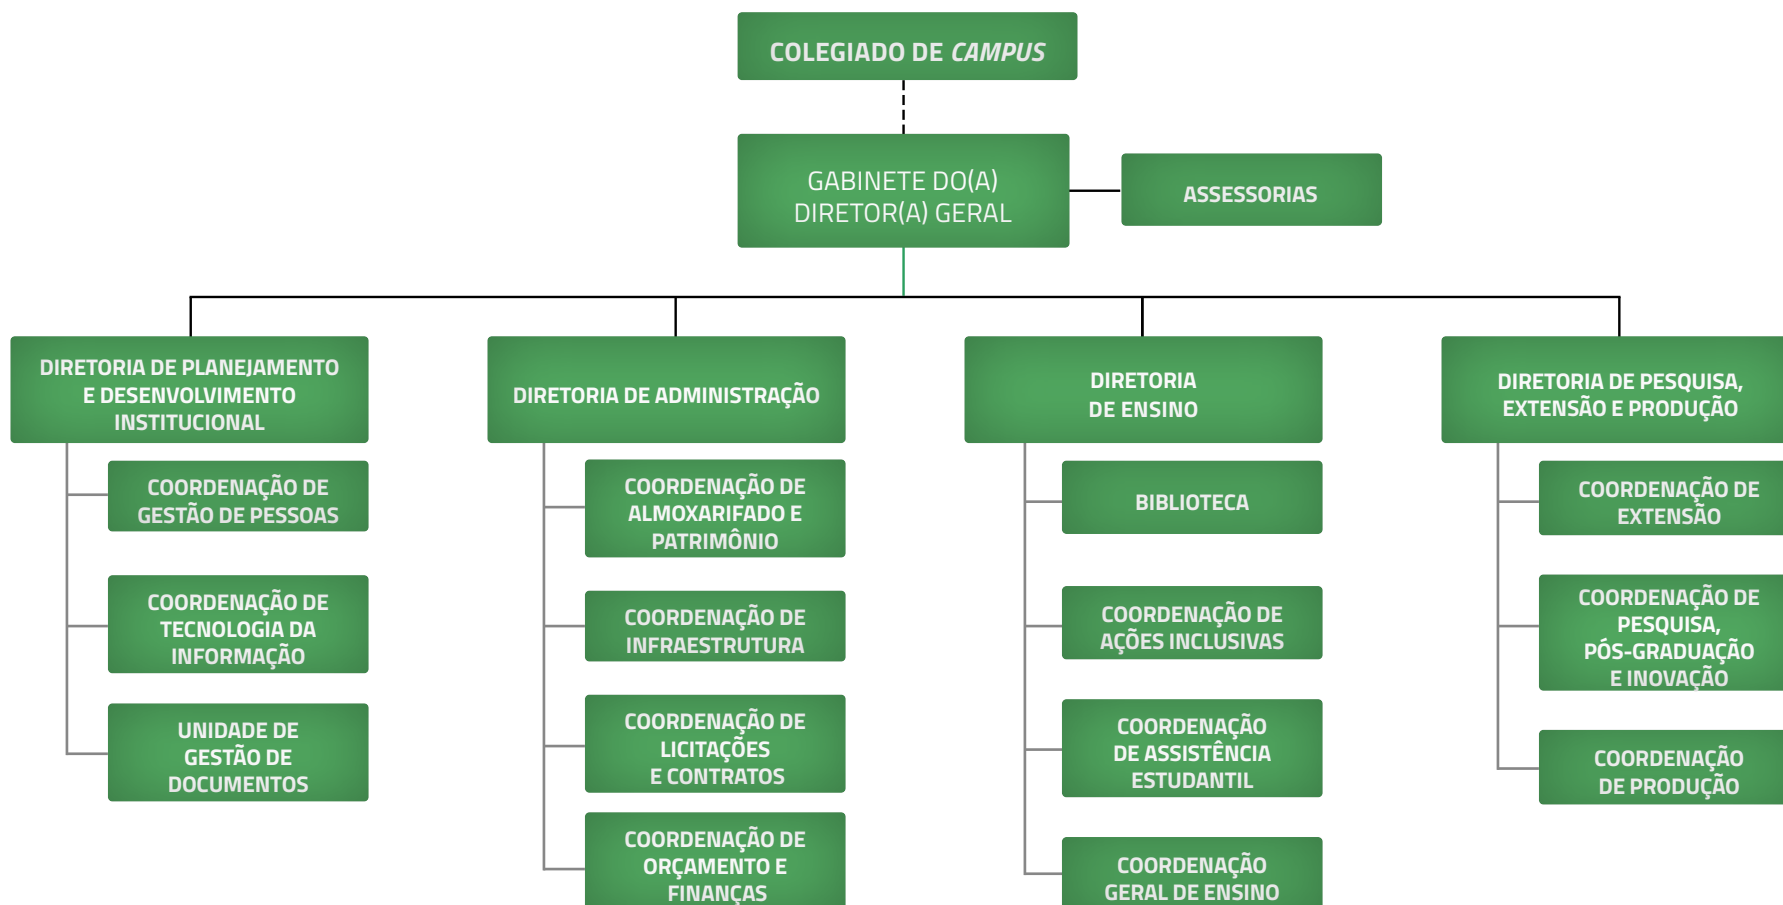 COLEGIADO DE CAMPUS
GABINETE DO(A)
DIRETOR(A) GERAL
ASSESSORIAS
DIRETORIA DE PLANEJAMENTO
E DESENVOLVIMENTO
INSTITUCIONAL
COORDENAÇÃO DE
GESTÃO DE PESSOAS
COORDENAÇÃO DE
TECNOLOGIA DA
INFORMAÇÃO
UNIDADE DE
GESTÃO DE
DOCUMENTOS
DIRETORIA DE ADMINISTRAÇÃO
COORDENAÇÃO DE
ALMOXARIFADO E
PATRIMÔNIO
COORDENAÇÃO DE
INFRAESTRUTURA
COORDENAÇÃO DE
LICITAÇÕES
E CONTRATOS
COORDENAÇÃO DE
ORÇAMENTO E
FINANÇAS
DIRETORIA
DE ENSINO
BIBLIOTECA
COORDENAÇÃO DE
AÇÕES INCLUSIVAS
COORDENAÇÃO
DE ASSISTÊNCIA
ESTUDANTIL
COORDENAÇÃO
GERAL DE ENSINO
DIRETORIA DE PESQUISA,
EXTENSÃO E PRODUÇÃO
COORDENAÇÃO DE
EXTENSÃO
COORDENAÇÃO DE
PESQUISA,
PÓS-GRADUAÇÃO
E INOVAÇÃO
COORDENAÇÃO
DE PRODUÇÃO